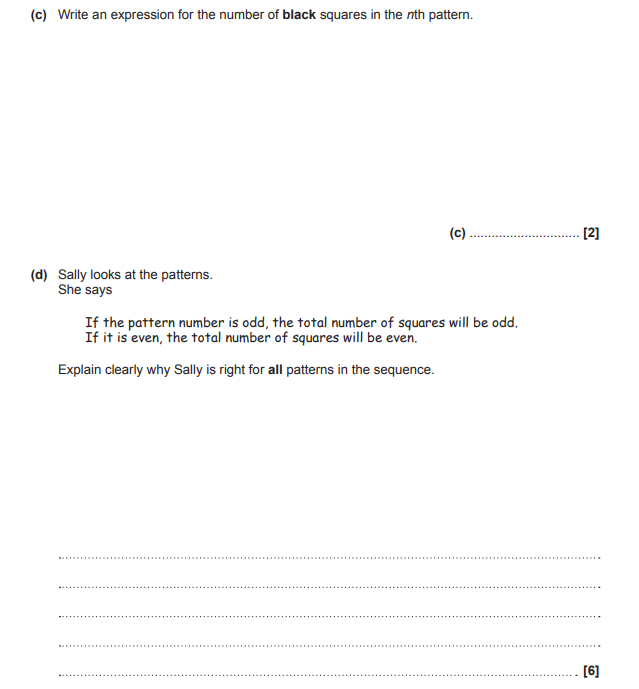 (c) Write an expression for the number of black squares in the nth pattern.
(c) .............................. [2]
(d) Sally looks at the patterns.
She says
If the pattern number is odd, the total number of squares will be odd.
If it is even, the total number of squares will be even.
Explain clearly why Sally is right for all patterns in the sequence.
[6]